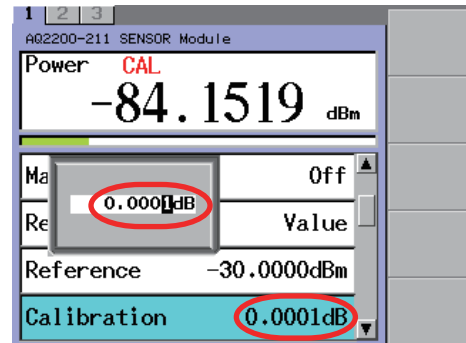 1 2 3
AQ2200-211 SENSOR Module
Power CAL
-84.1519 dBm
Ma Off
0.0001dB
Re Value
Reference -30.0000dBm
Calibration 0.0001dB